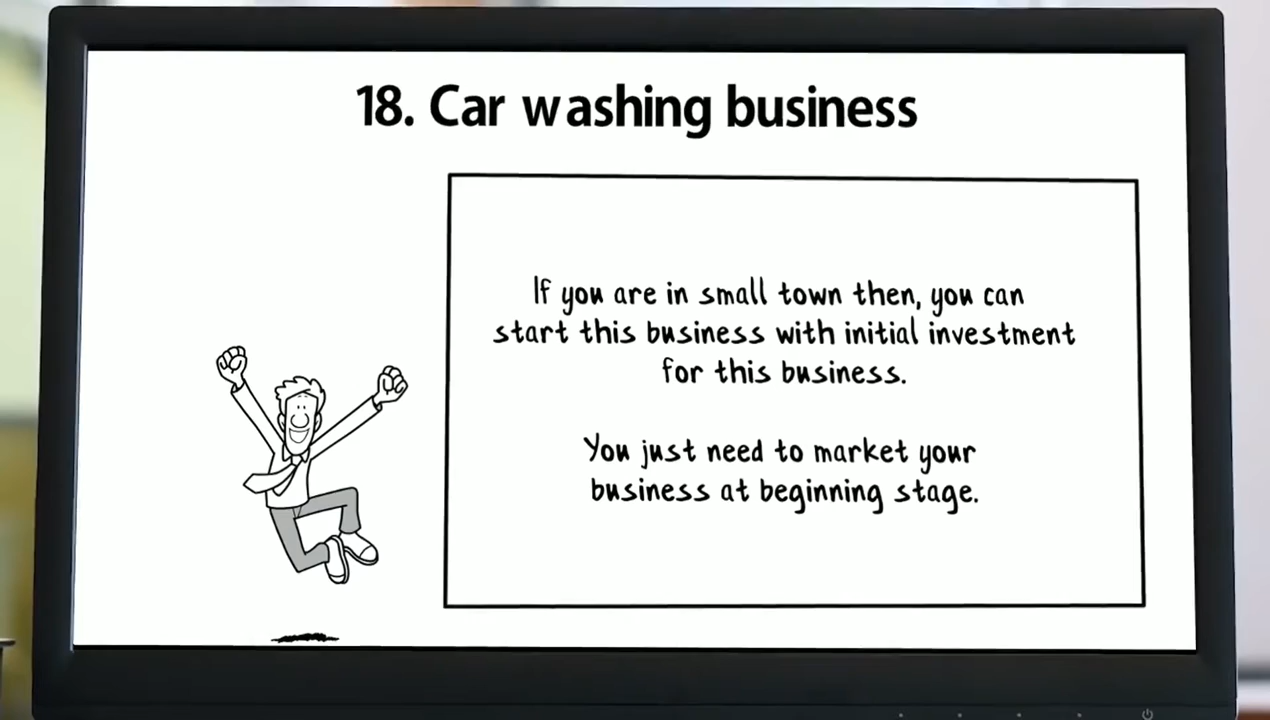 18. Car washing business
If you are in small town then, you can
start this business with initial investment
for this business.
You just need to market your
business at beginning stage.